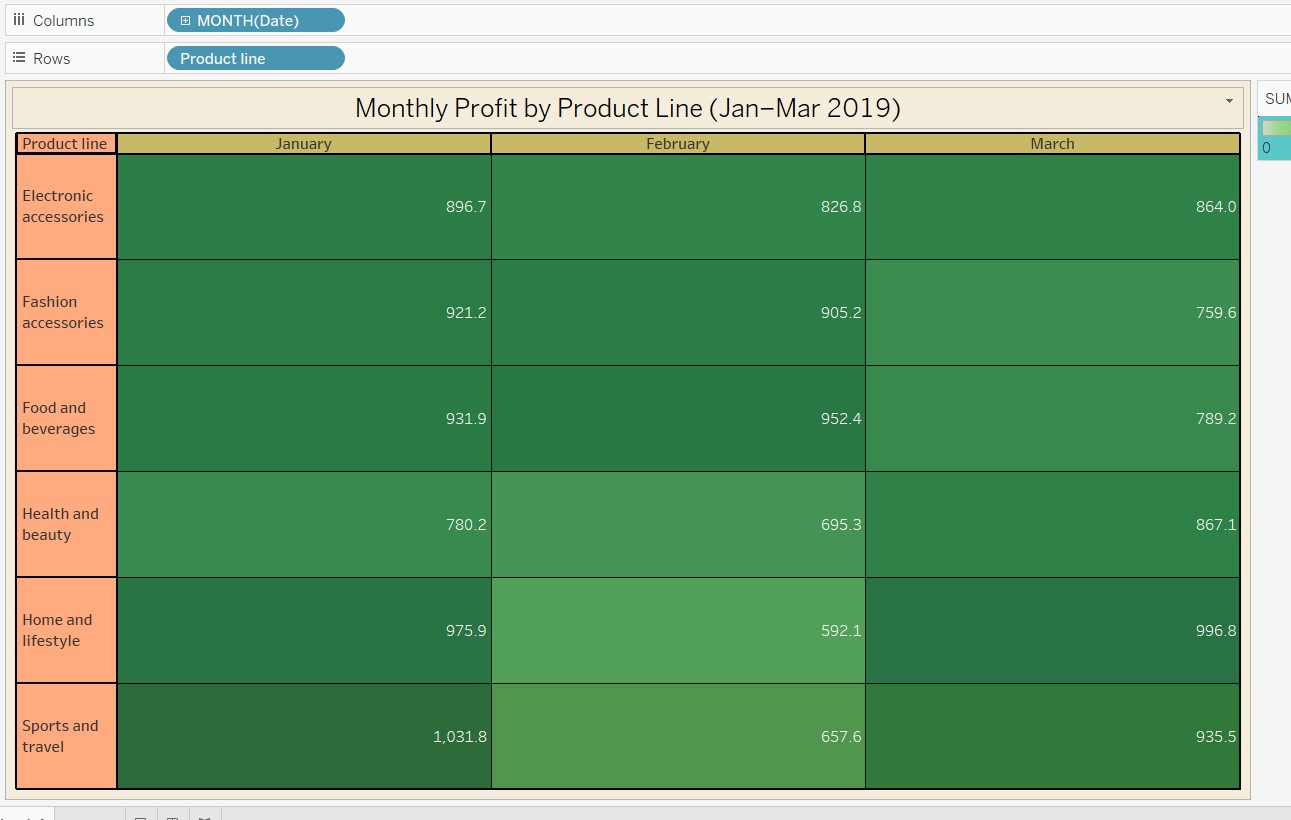 Columns
MONTH(Date)
Rows
Product line
Monthly Profit by Product Line (Jan–Mar 2019)
Product line January February March
Electronic
accessories
896.7 826.8 864.0
Fashion
accessories
921.2 905.2 759.6
Food and
beverages
931.9 952.4 789.2
Health and
beauty
780.2 695.3 867.1
Home and
lifestyle
975.9 592.1 996.8
Sports and
travel
1,031.8 657.6 935.5
0